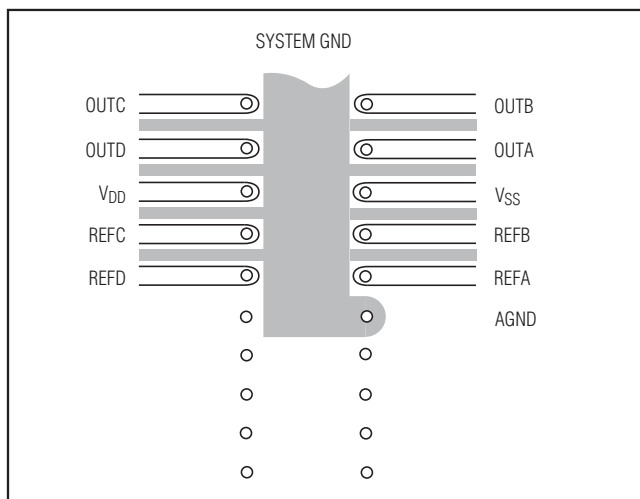 SYSTEM GND
OUTC OUTB
OUTD OUTA
VDD VSS
REFC REFB
REFD REFA
AGND